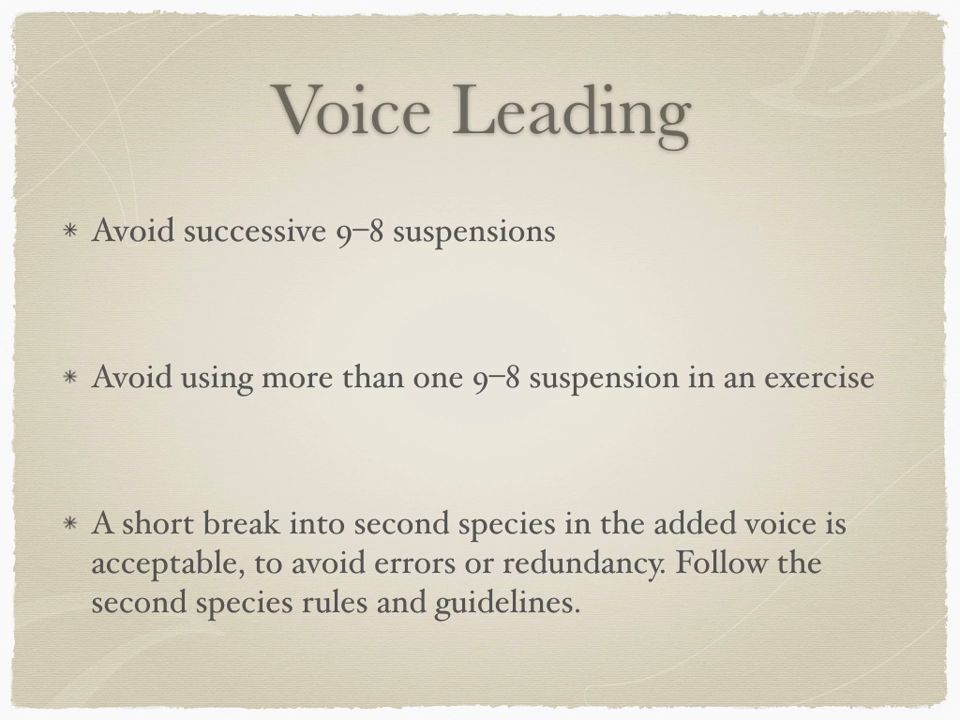 Voice Leading
* Avoid successive 9–8 suspensions
* Avoid using more than one 9–8 suspension in an exercise
* A short break into second species in the added voice is
acceptable, to avoid errors or redundancy. Follow the
second species rules and guidelines.